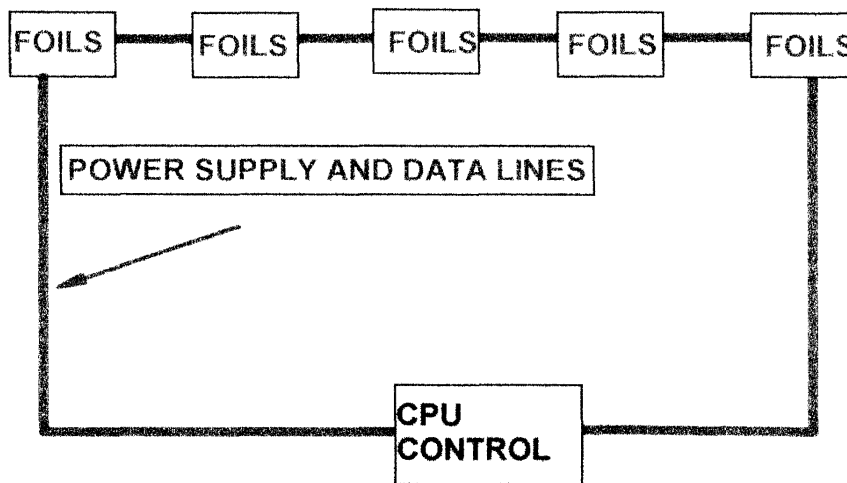 FOILS FOILS FOILS FOILS FOILS
POWER SUPPLY AND DATA LINES
CPU
CONTROL